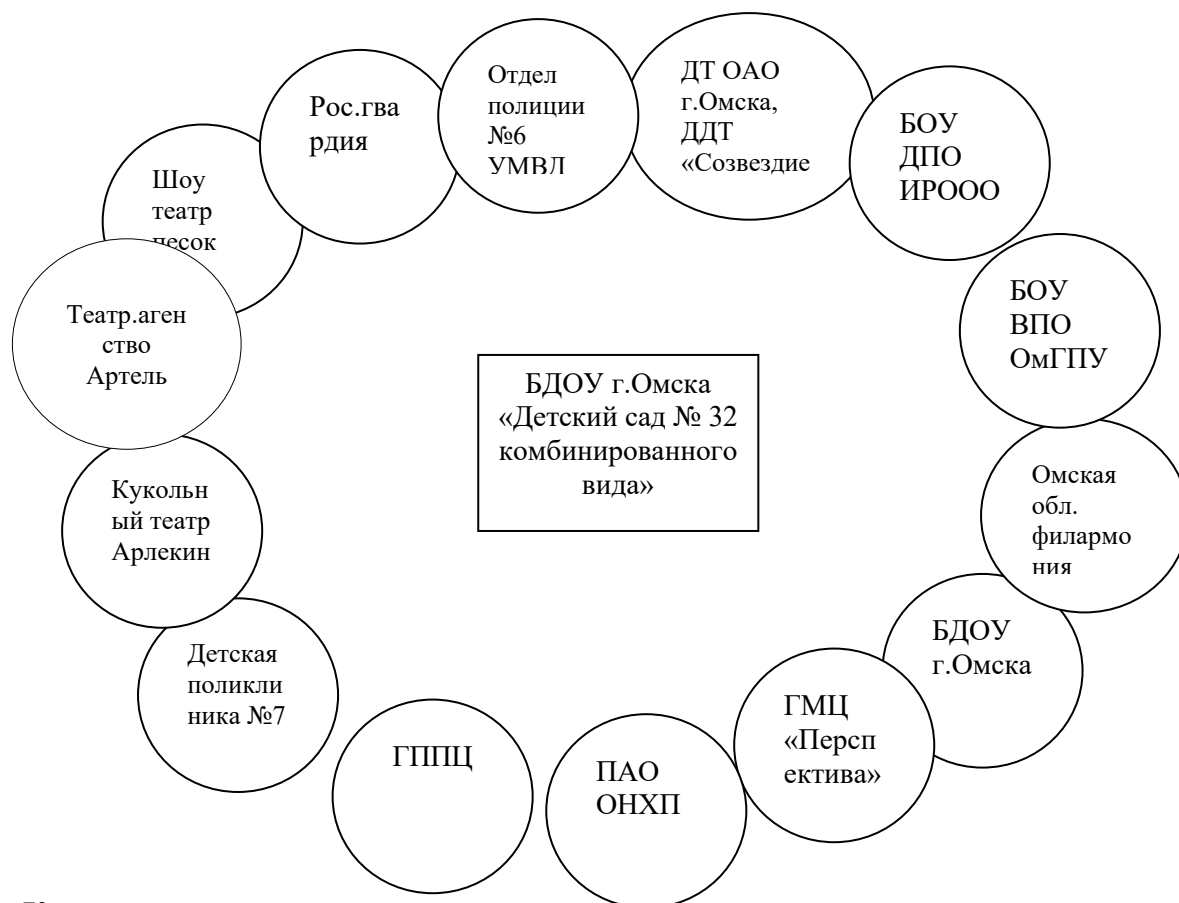 Отдел
полиции
№6
УМВД
ДТ ОАО
г.Омска,
ДДТ
«Созвездие
Рос.гва
рдия
БОУ
ДПО
ИРООО
Шоу
театр
песок
БОУ
ВПО
ОмГПУ
Театр.аген
ство
Артель
БДОУ г.Омска
«Детский сад № 32
комбинированного
вида»
Омская
обл.
филармо
ния
Кукольн
ый театр
Арлекин
БДОУ
г.Омска
Детская
поликли
ника №7
ГМЦ
«Персп
ектива»
ГППЦ
ПАО
ОНХП